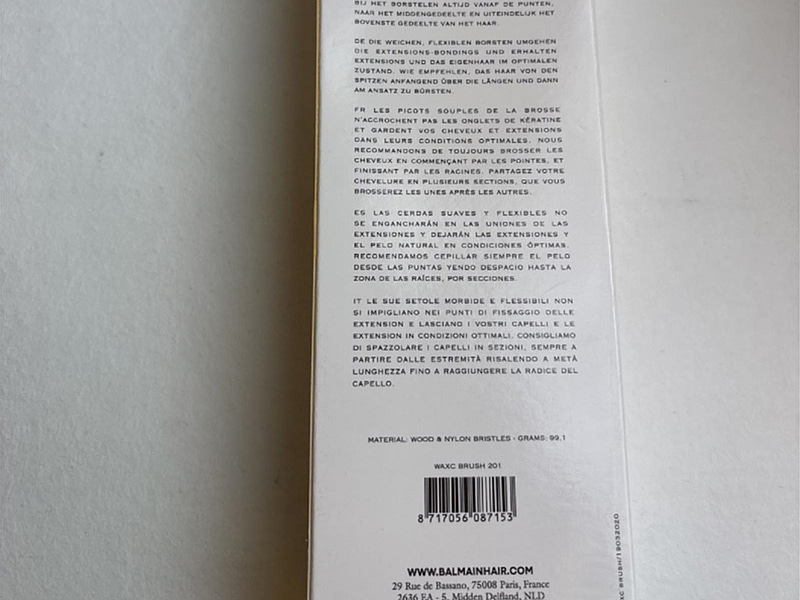 BIJ HET BORSTELEN ALTIJD VANAF DE PUNTEN,
NAAR HET MIDDENGEDEELTE EN UITEINDELIJK HET
BOVENSTE GEDEELTE VAN HET HAAR.
DE DIE WEICHEN, FLEXIBLEN BORSTEN UMGEHEN
DIE EXTENSIONS-BONDINGS UND ERHALTEN
EXTENSIONS UND DAS EIGENHAAR IM OPTIMALEN
ZUSTAND. WIE EMPFEHLEN, DAS HAAR VON DEN
SPITZEN ANFANGEND ÜBER DIE LÄNGEN UND DANN
AM ANSATZ ZU BÜRSTEN.
FR LES PICOTS SOUPLES DE LA BROSSE
N'ACCROCHENT PAS LES ONGLETS DE KÉRATINE
ET GARDENT VOS CHEVEUX ET EXTENSIONS
DANS LEURS CONDITIONS OPTIMALES. NOUS
RECOMMANDONS DE TOUJOURS BROSSER LES
CHEVEUX EN COMMENÇANT PAR LES POINTES, ET
FINISSANT PAR LES RACINES. PARTAGEZ VOTRE
CHEVELURE EN PLUSIEURS SECTIONS, QUE VOUS
BROSSEREZ LES UNES APRÈS LES AUTRES.
ES LAS CERDAS SUAVES Y FLEXIBLES NO
SE ENGANCHARÁN EN LAS UNIONES DE LAS
EXTENSIONES Y DEJARÁN LAS EXTENSIONES Y
EL PELO NATURAL EN CONDICIONES ÓPTIMAS.
RECOMENDAMOS CEPILLAR SIEMPRE EL PELO
DESDE LAS PUNTAS YENDO DESPACIO HASTA LA
ZONA DE LAS RAÍCES, POR SECCIONES.
IT LE SUE SETOLE MORBIDE E FLESSIBILI NON
SI IMPIGLIANO NEI PUNTI DI FISSAGGIO DELLE
EXTENSION E LASCIANO I VOSTRI CAPELLI E LE
EXTENSION IN CONDIZIONI OTTIMALI. CONSIGLIAMO
DI SPAZZOLARE I CAPELLI IN SEZIONI, SEMPRE A
PARTIRE DALLE ESTREMITÀ RISALENDO A METÀ
LUNGHEZZA FINO A RAGGIUNGERE LA RADICE DEL
CAPELLO.
MATERIAL: WOOD & NYLON BRISTLES - GRAMS: 99,1
WAXC BRUSH 201
8 717056 087153
WWW.BALMAINHAIR.COM
29 Rue de Bassano, 75008 Paris, France
2636 EA - 5, Midden Delfland, NLD
XC BRUSH/19032020